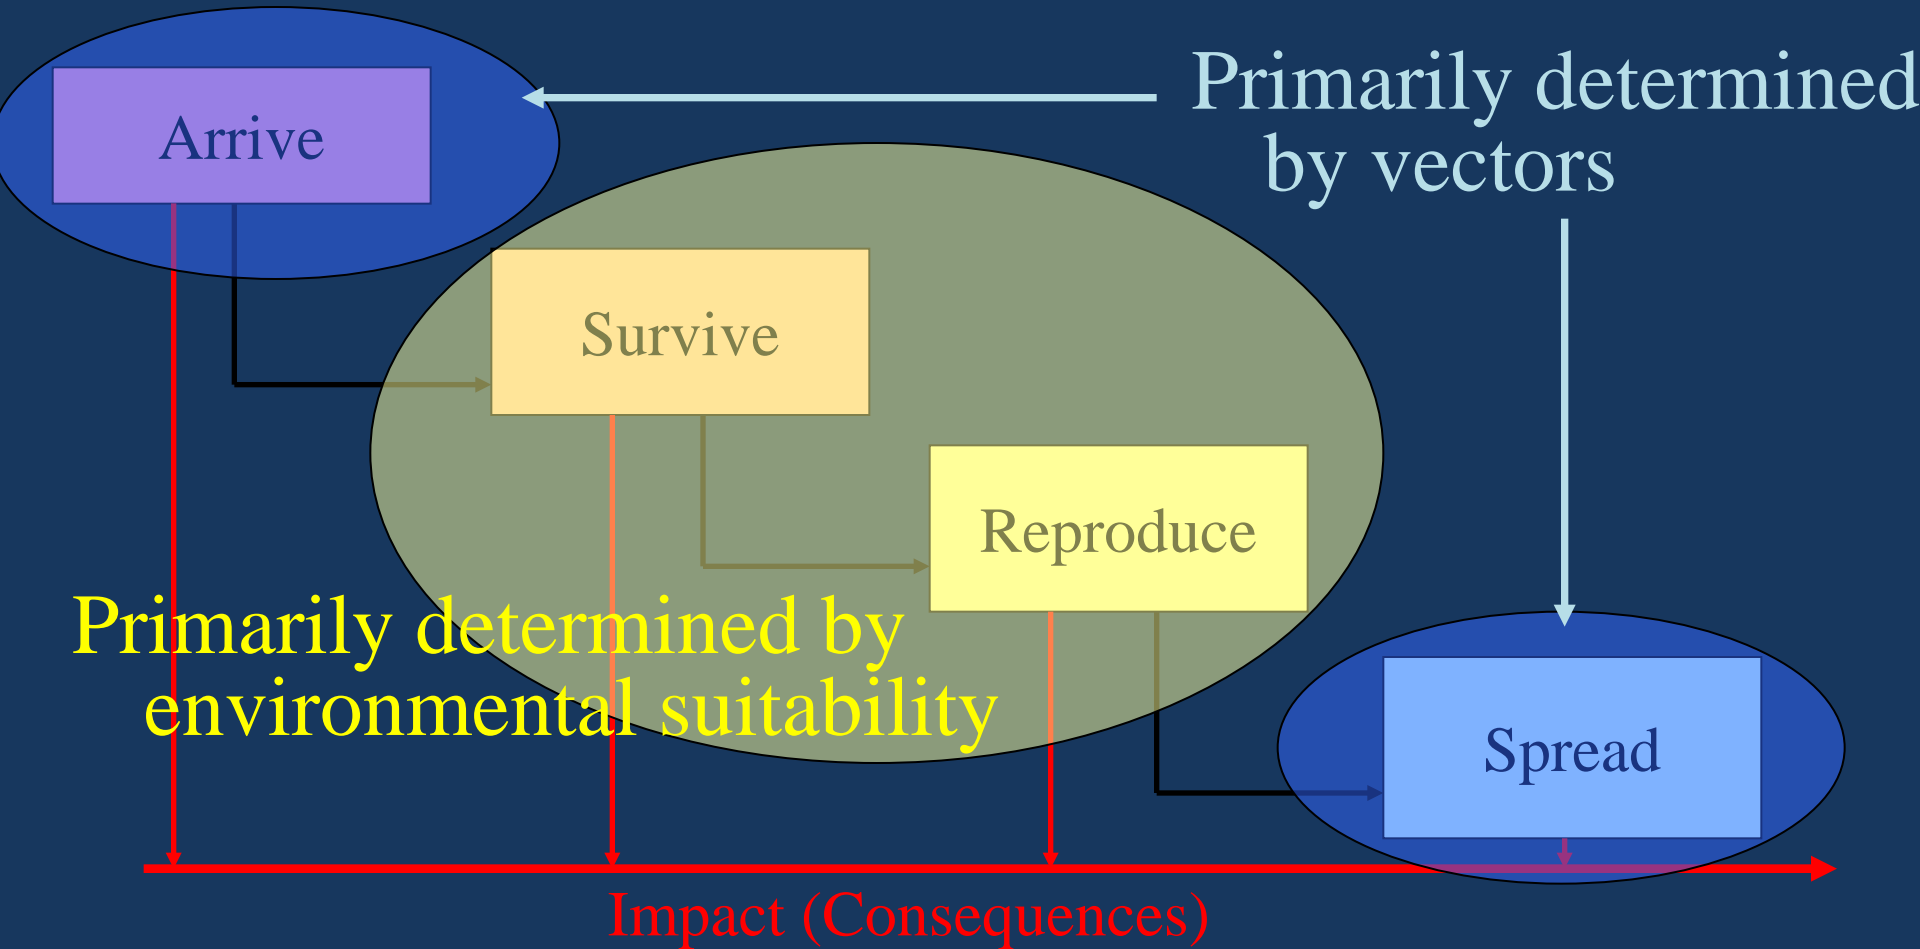 Primarily determined
by vectors
Arrive
Survive
Reproduce
Primarily determined by
environmental suitability
Spread
Impact (Consequences)